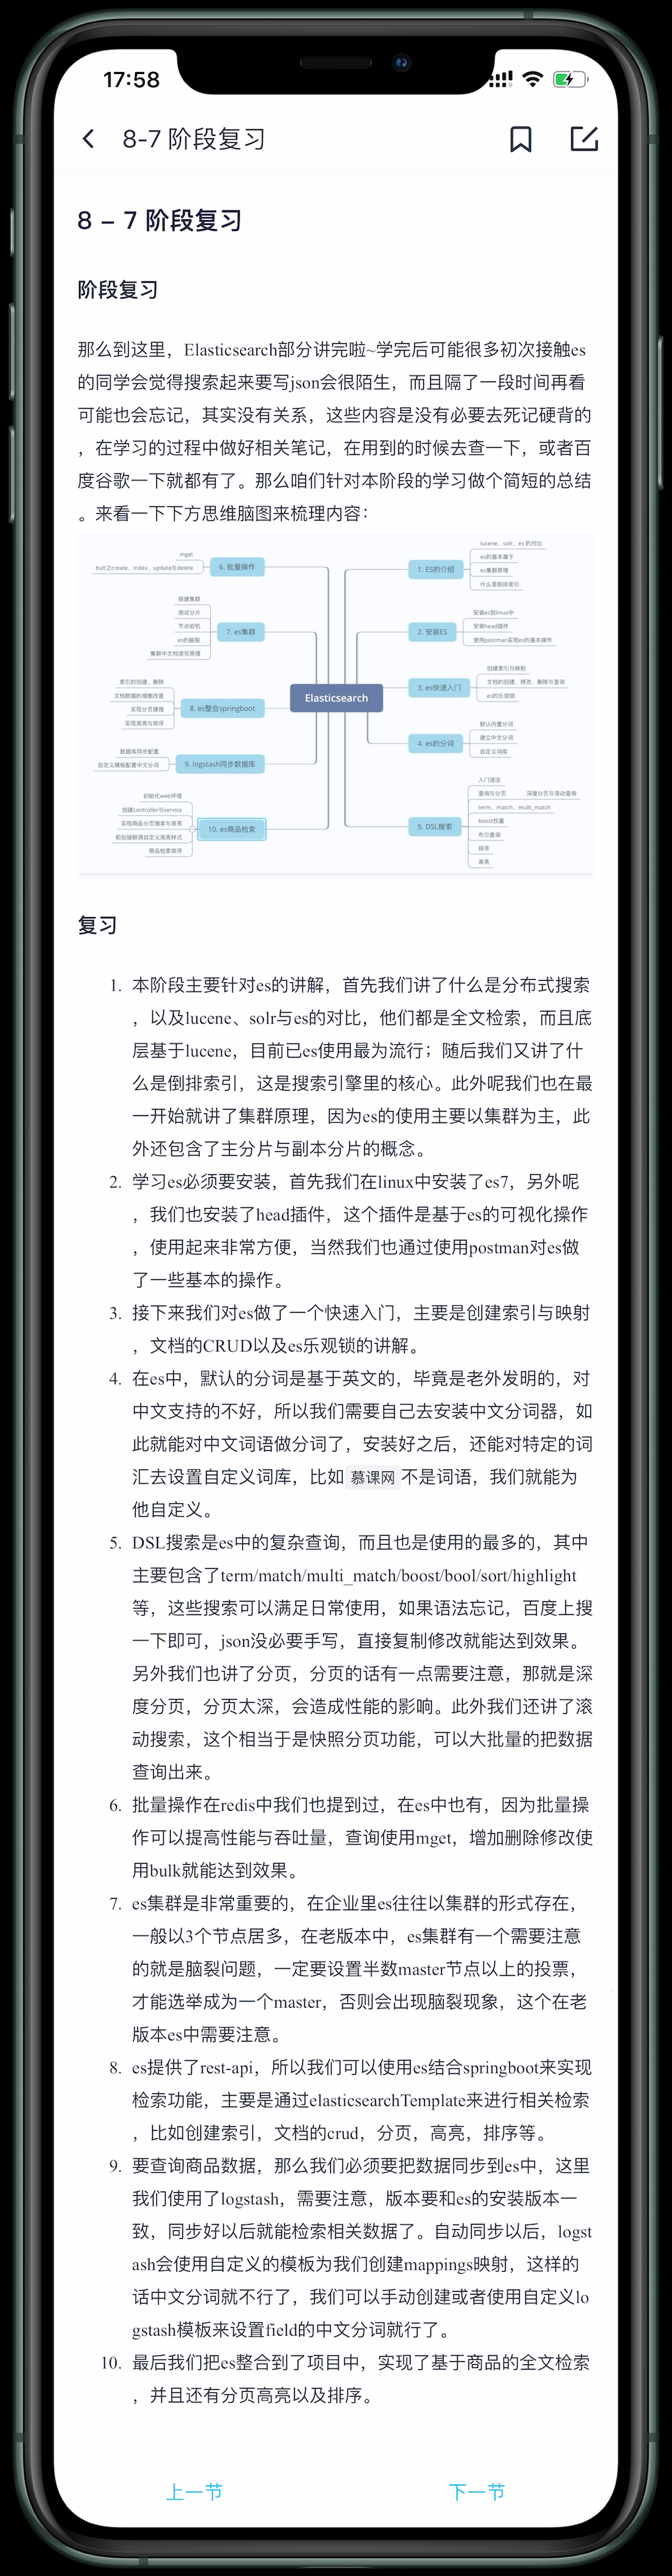 17:58
8-7 阶段复习
8 – 7 阶段复习
阶段复习
那么到这里，Elasticsearch部分讲完啦~学完后可能很多初次接触es
的同学会觉得搜索起来要写json会很陌生，而且隔了一段时间再看
可能也会忘记，其实没有关系，这些内容是没有必要去死记硬背的
，在学习的过程中做好相关笔记，在用到的时候去查一下，或者百
度谷歌一下就都有了。那么咱们针对本阶段的学习做个简短的总结
。来看一下下方思维脑图来梳理内容：
Elasticsearch
1. ES的介绍
lucene、solr、es 的对比
es的基本属于
es集群原理
什么是倒排索引
2. 安装ES
安装es到linux中
安装head插件
使用postman实现es的基本操作
3. es快速入门
创建索引与映射
文档的创建、修改、删除与查询
es的乐观锁
4. es的分词
默认内置分词
建立中文分词
自定义词库
5. DSL搜索
入门语法
查询与分页
深度分页与滚动查询
term、match、multi_match
boost权重
布尔查询
排序
高亮
6. 批量操作
mget
bulk之create、index、update与delete
7. es集群
搭建集群
测试分片
节点宕机
es的脑裂
集群中文档读写原理
8. es整合springboot
索引的创建、删除
文档数据的增删改查
实现分页搜搜
实现高亮与排序
9. logstash同步数据库
数据库同步配置
自定义模板配置中文分词
10. es商品检索
初始化web环境
创建controller与service
实现商品分页搜索与高亮
前后端联调自定义高亮样式
商品检索排序
复习
1. 本阶段主要针对es的讲解，首先我们讲了什么是分布式搜索
，以及lucene、solr与es的对比，他们都是全文检索，而且底
层基于lucene，目前已es使用最为流行；随后我们又讲了什
么是倒排索引，这是搜索引擎里的核心。此外呢我们也在最
一开始就讲了集群原理，因为es的使用主要以集群为主，此
外还包含了主分片与副本分片的概念。
2. 学习es必须要安装，首先我们在linux中安装了es7，另外呢
，我们也安装了head插件，这个插件是基于es的可视化操作
，使用起来非常方便，当然我们也通过使用postman对es做
了一些基本的操作。
3. 接下来我们对es做了一个快速入门，主要是创建索引与映射
，文档的CRUD以及es乐观锁的讲解。
4. 在es中，默认的分词是基于英文的，毕竟是老外发明的，对
中文支持的不好，所以我们需要自己去安装中文分词器，如
此就能对中文词语做分词了，安装好之后，还能对特定的词
汇去设置自定义词库，比如 慕课网 不是词语，我们就能为
他自定义。
5. DSL搜索是es中的复杂查询，而且也是使用的最多的，其中
主要包含了term/match/multi_match/boost/bool/sort/highlight
等，这些搜索可以满足日常使用，如果语法忘记，百度上搜
一下即可，json没必要手写，直接复制修改就能达到效果。
另外我们也讲了分页，分页的话有一点需要注意，那就是深
度分页，分页太深，会造成性能的影响。此外我们还讲了滚
动搜索，这个相当于是快照分页功能，可以大批量的把数据
查询出来。
6. 批量操作在redis中我们也提到过，在es中也有，因为批量操
作可以提高性能与吞吐量，查询使用mget，增加删除修改使
用bulk就能达到效果。
7. es集群是非常重要的，在企业里es往往以集群的形式存在，
一般以3个节点居多，在老版本中，es集群有一个需要注意
的就是脑裂问题，一定要设置半数master节点以上的投票，
才能选举成为一个master，否则会出现脑裂现象，这个在老
版本es中需要注意。
8. es提供了rest-api，所以我们可以使用es结合springboot来实现
检索功能，主要是通过elasticsearchTemplate来进行相关检索
，比如创建索引，文档的crud，分页，高亮，排序等。
9. 要查询商品数据，那么我们必须要把数据同步到es中，这里
我们使用了logstash，需要注意，版本要和es的安装版本一
致，同步好以后就能检索相关数据了。自动同步以后，logst
ash会使用自定义的模板为我们创建mappings映射，这样的
话中文分词就不行了，我们可以手动创建或者使用自定义lo
gstash模板来设置field的中文分词就行了。
10. 最后我们把es整合到了项目中，实现了基于商品的全文检索
，并且还有分页高亮以及排序。
上一节
下一节